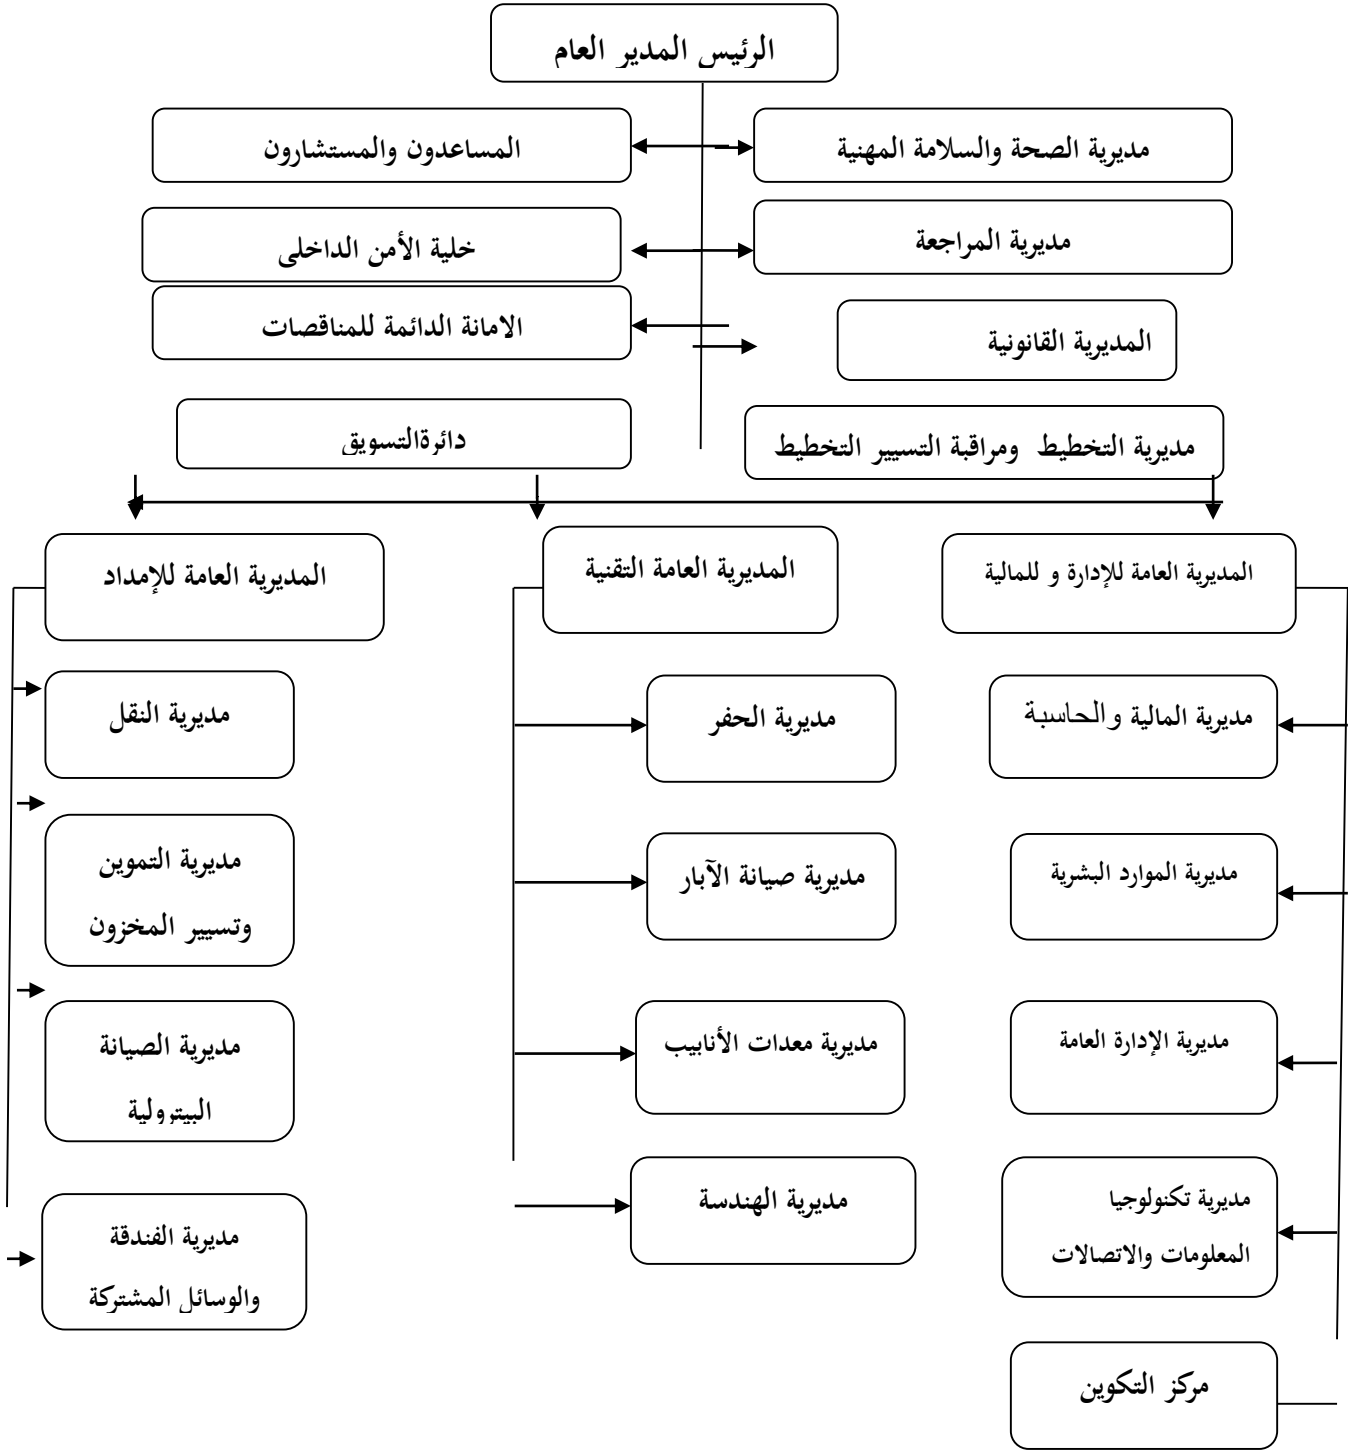 الرئيس المدير العام
مديرية الصحة والسلامة المهنية
المساعدون والمستشارون
مديرية المراجعة
خلية الأمن الداخلى
المديرية القانونية
الامانة الدائمة للمناقصات
مديرية التخطيط ومراقبة التسيير التخطيط
دائرةالتسويق
المديرية العامة للإدارة و للمالية
المديرية العامة التقنية
المديرية العامة للإمداد
مديرية المالية والحاسبة
مديرية الحفر
مديرية النقل
مديرية الموارد البشرية
مديرية صيانة الآبار
مديرية التموين
وتسيير المخزون
مديرية الإدارة العامة
مديرية معدات الأنابيب
مديرية الصيانة
البيترولية
مديرية تكنولوجيا
المعلومات والاتصالات
مديرية الهندسة
مديرية الفندقة
والوسائل المشتركة
مركز التكوين